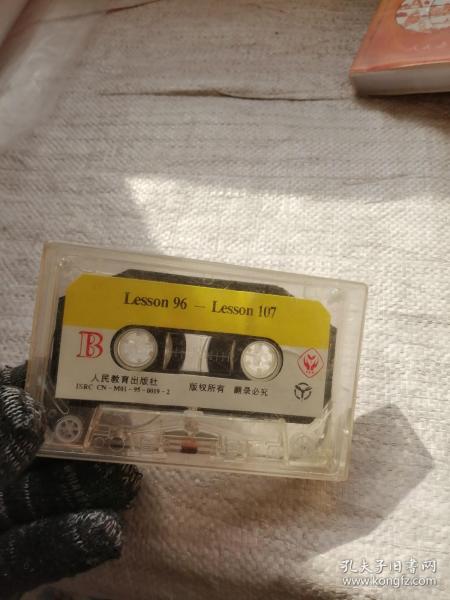 Lesson 96 — Lesson 107
B
人民教育出版社 版权所有 翻录必究
ISRC CN-M01-95-0019-2
孔夫子旧书网
www.kongfz.com